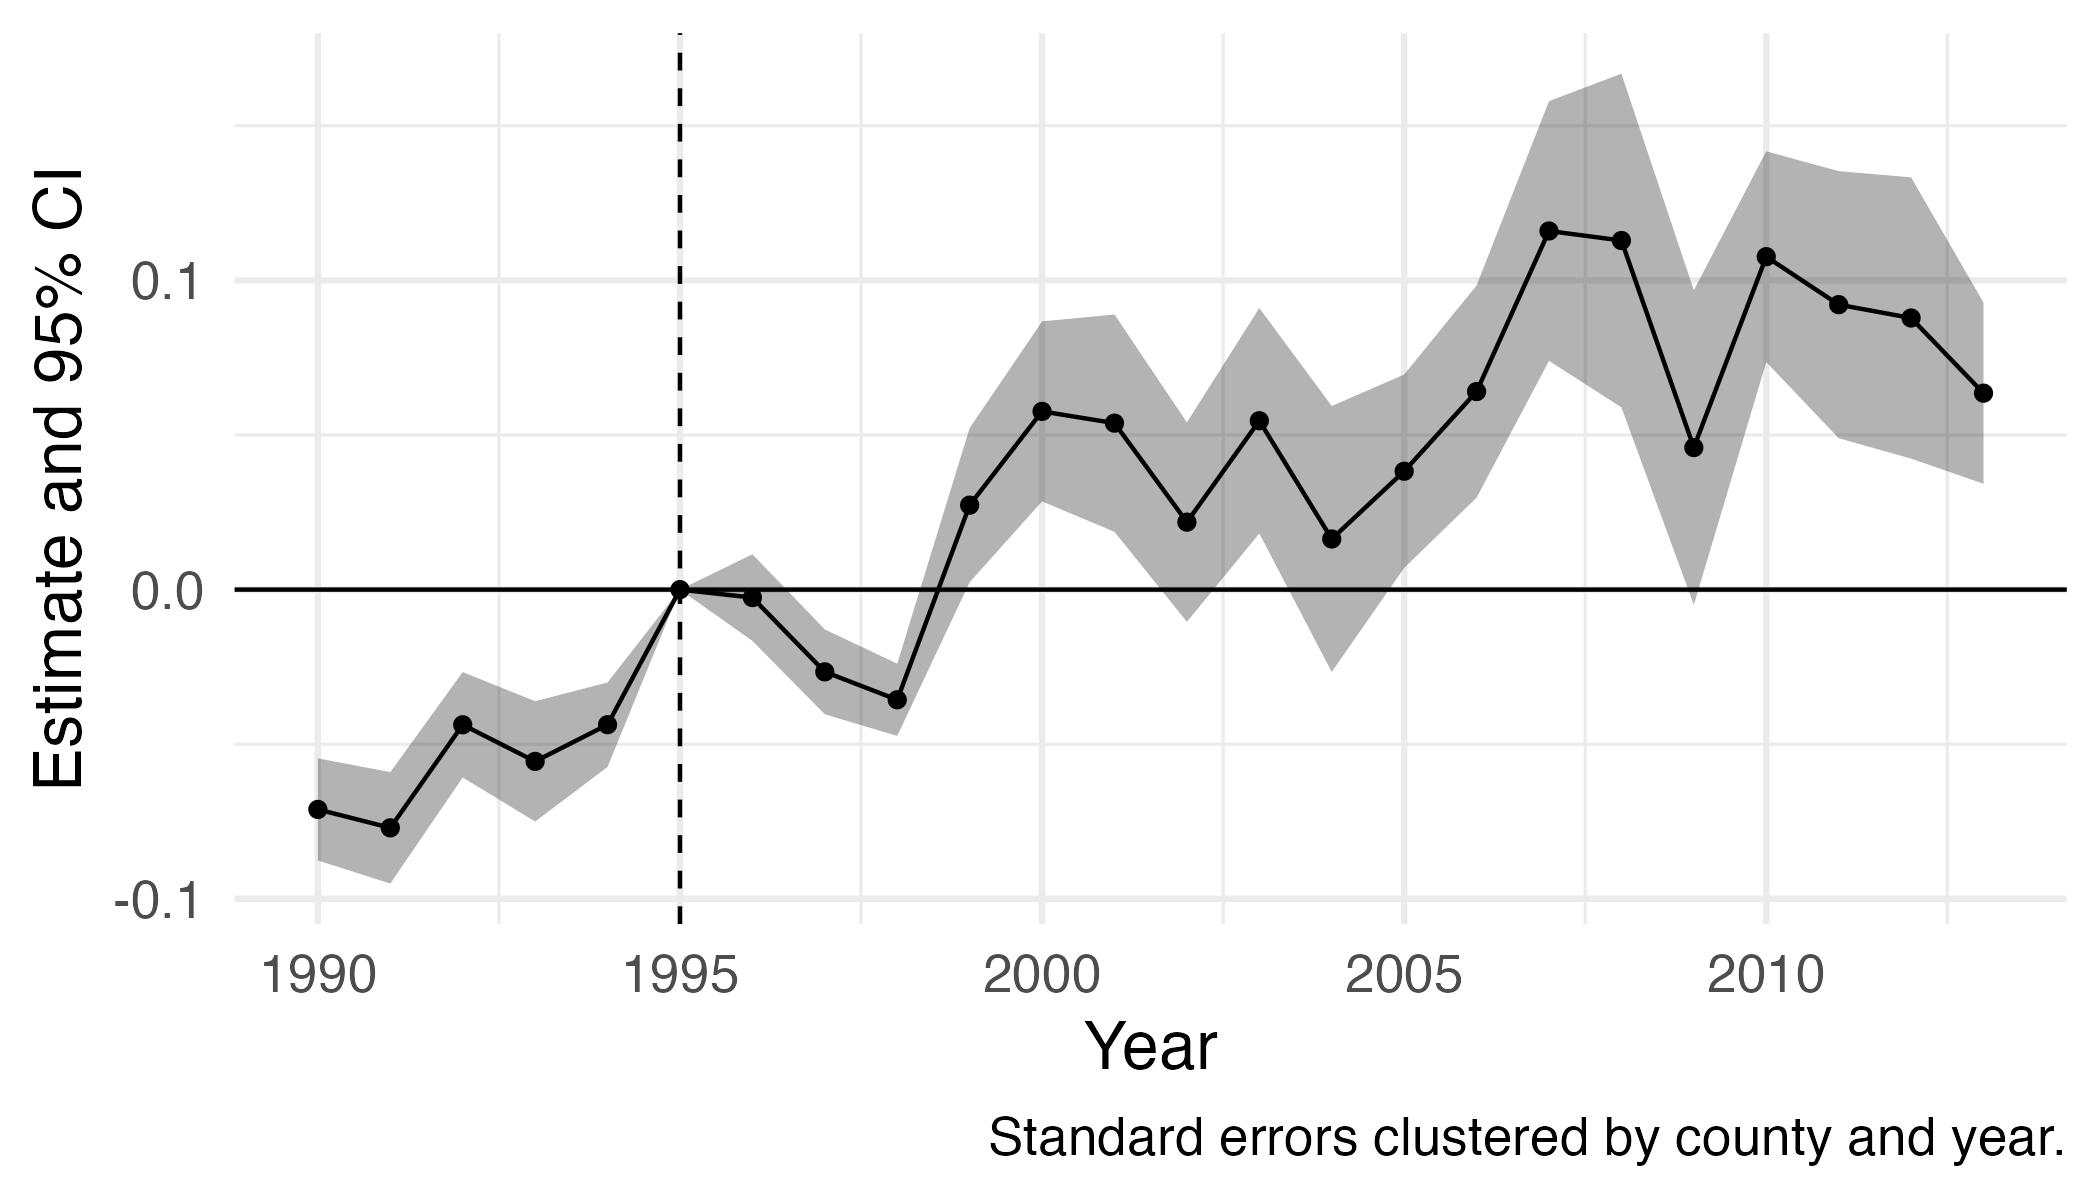 Estimate and 95% CI
0.1
0.0
-0.1
1990 1995 2000 2005 2010
Year
Standard errors clustered by county and year.